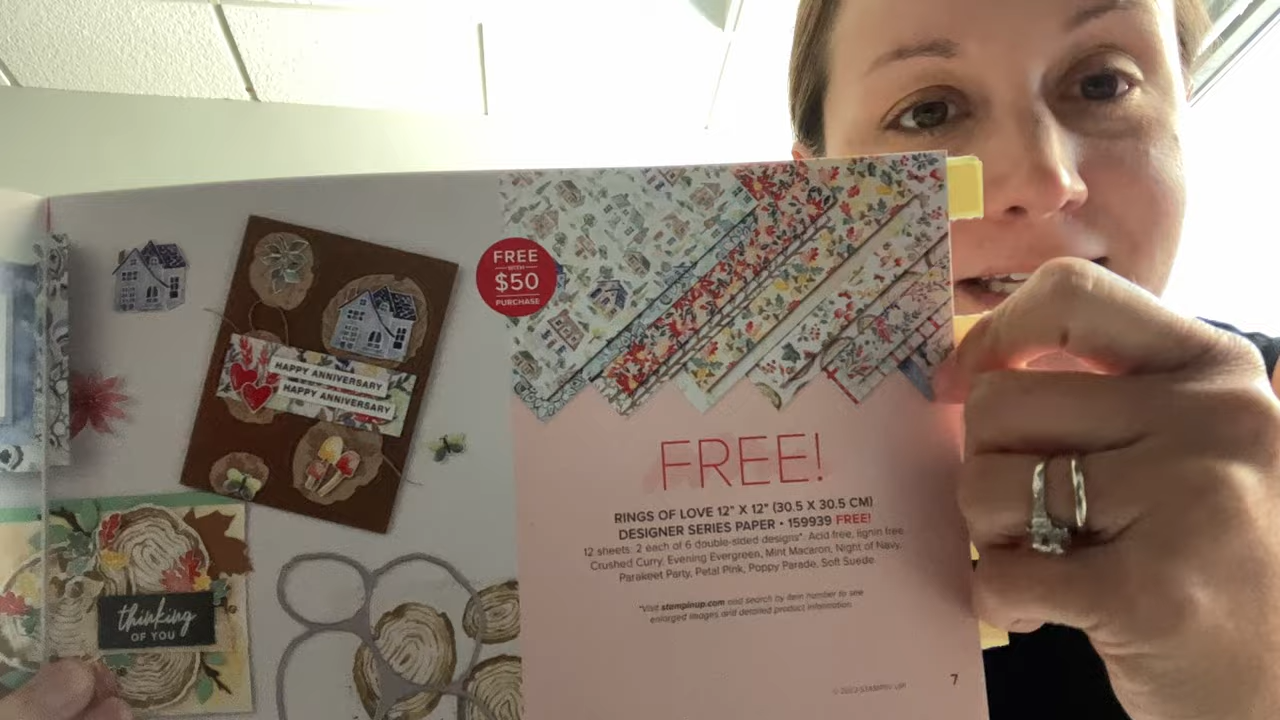 HAPPY ANNIVERSARY
HAPPY ANNIVERSARY
thinking
OF YOU
FREE
WITH
$50
PURCHASE
FREE!
RINGS OF LOVE 12" X 12" (30.5 X 30.5 CM)
DESIGNER SERIES PAPER • 159939 FREE!
12 sheets: 2 each of 6 double-sided designs*. Acid free, lignin free.
Crushed Curry, Evening Evergreen, Mint Macaron, Night of Navy,
Parakeet Party, Petal Pink, Poppy Parade, Soft Suede
*Visit stampinup.com and search by item number to see
enlarged images and detailed product information.
© 2022 STAMPIN' UP!
7